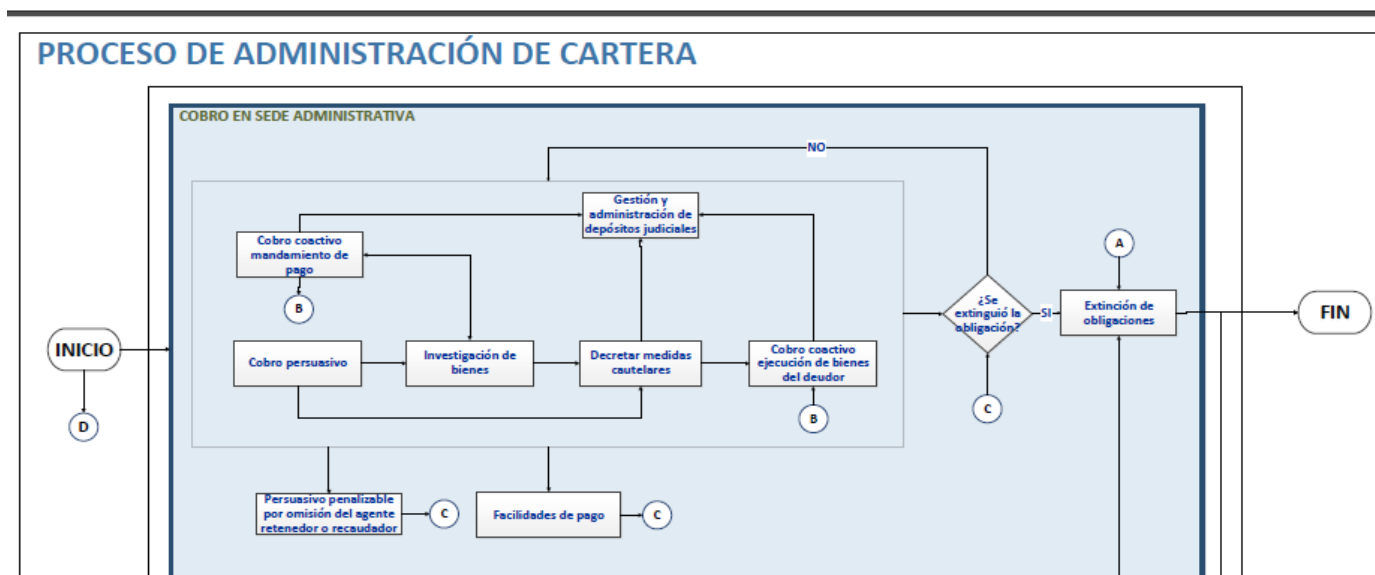 PROCESO DE ADMINISTRACIÓN DE CARTERA
COBRO EN SEDE ADMINISTRATIVA
NO
Gestión y
administración de
depósitos judiciales
Cobro coactivo
mandamiento de
pago
A
B
¿Se
extinguió la
obligación?
SI
Extinción de
obligaciones
FIN
INICIO
Cobro persuasivo
Investigación de
bienes
Decretar medidas
cautelares
Cobro coactivo
ejecución de bienes
del deudor
D
B
C
Persuasivo penalizable
por omisión del agente
retenedor o recaudador
C
Facilidades de pago
C